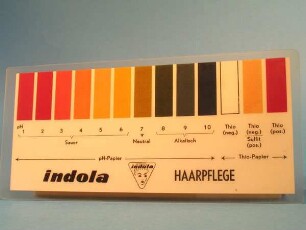 pH
1 2 3 4 5 6 7 8 9 10 Thio (neg.) Thio (neg.) Sulfit (pos.) Thio (pos.)
Sauer Neutral Alkalisch
pH-Papier Thio-Papier
indola indola HAARPFLEGE